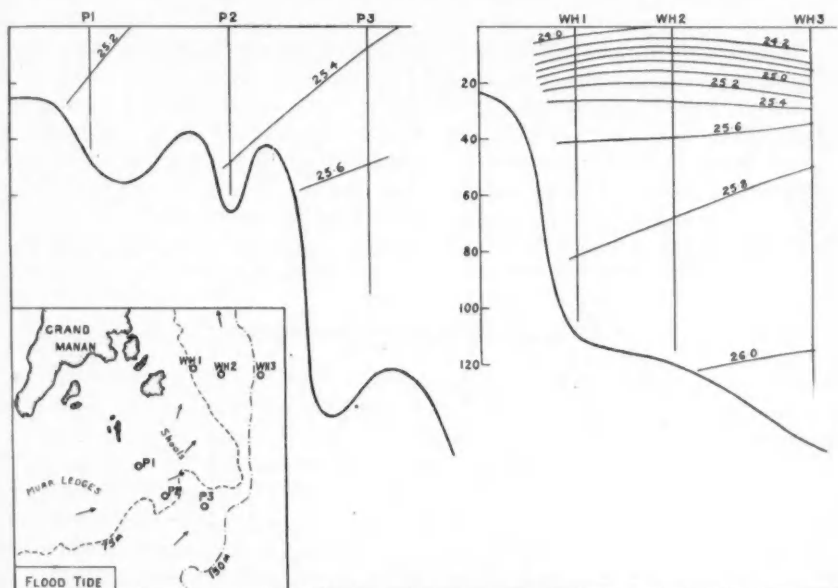 P1 P2 P3
25.2
25.4
25.6
WH1 WH2 WH3
24.0
24.2
20
25.0
25.2
25.4
40
25.6
60
25.8
80
100
120
26.0
GRAND
MANAN
WH1 WH2 WH3
Shoals
P1
MURR LEDGES
P2 P3
75m
150m
FLOOD TIDE